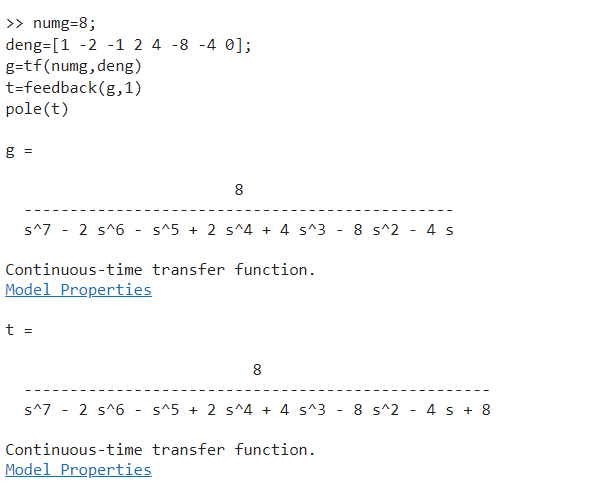 >> numg=8;
deng=[1 -2 -1 2 4 -8 -4 0];
g=tf(numg,deng)
t=feedback(g,1)
pole(t)
g =
8
-----------------------------------------------
s^7 - 2 s^6 - s^5 + 2 s^4 + 4 s^3 - 8 s^2 - 4 s
Continuous-time transfer function.
Model Properties
t =
8
---------------------------------------------------
s^7 - 2 s^6 - s^5 + 2 s^4 + 4 s^3 - 8 s^2 - 4 s + 8
Continuous-time transfer function.
Model Properties